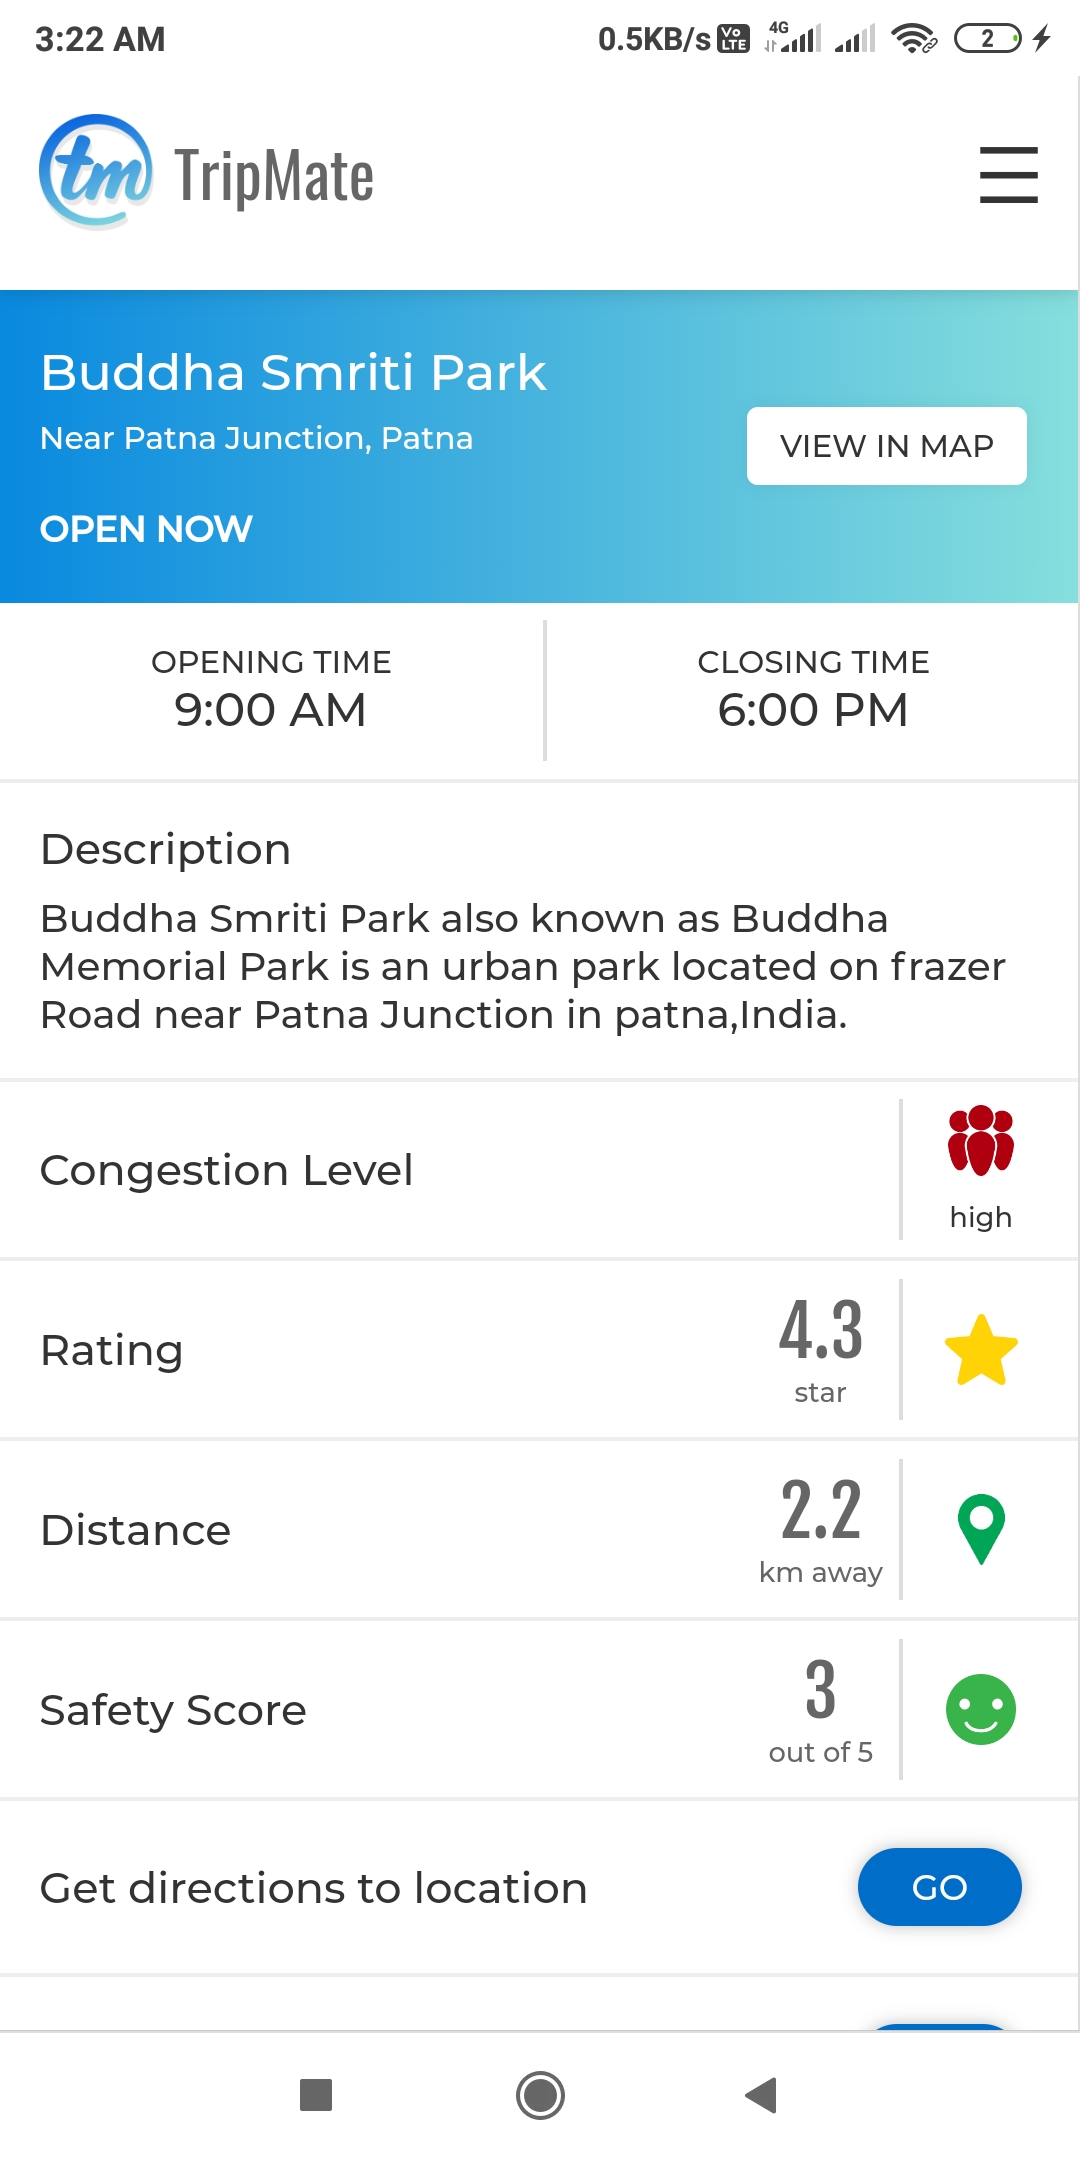 3:22 AM 0.5KB/s Vo LTE 4G 2
tm TripMate
Buddha Smriti Park
Near Patna Junction, Patna
VIEW IN MAP
OPEN NOW
OPENING TIME
9:00 AM
CLOSING TIME
6:00 PM
Description
Buddha Smriti Park also known as Buddha
Memorial Park is an urban park located on frazer
Road near Patna Junction in patna,India.
Congestion Level
high
Rating
4.3
star
Distance
2.2
km away
Safety Score
3
out of 5
Get directions to location
GO